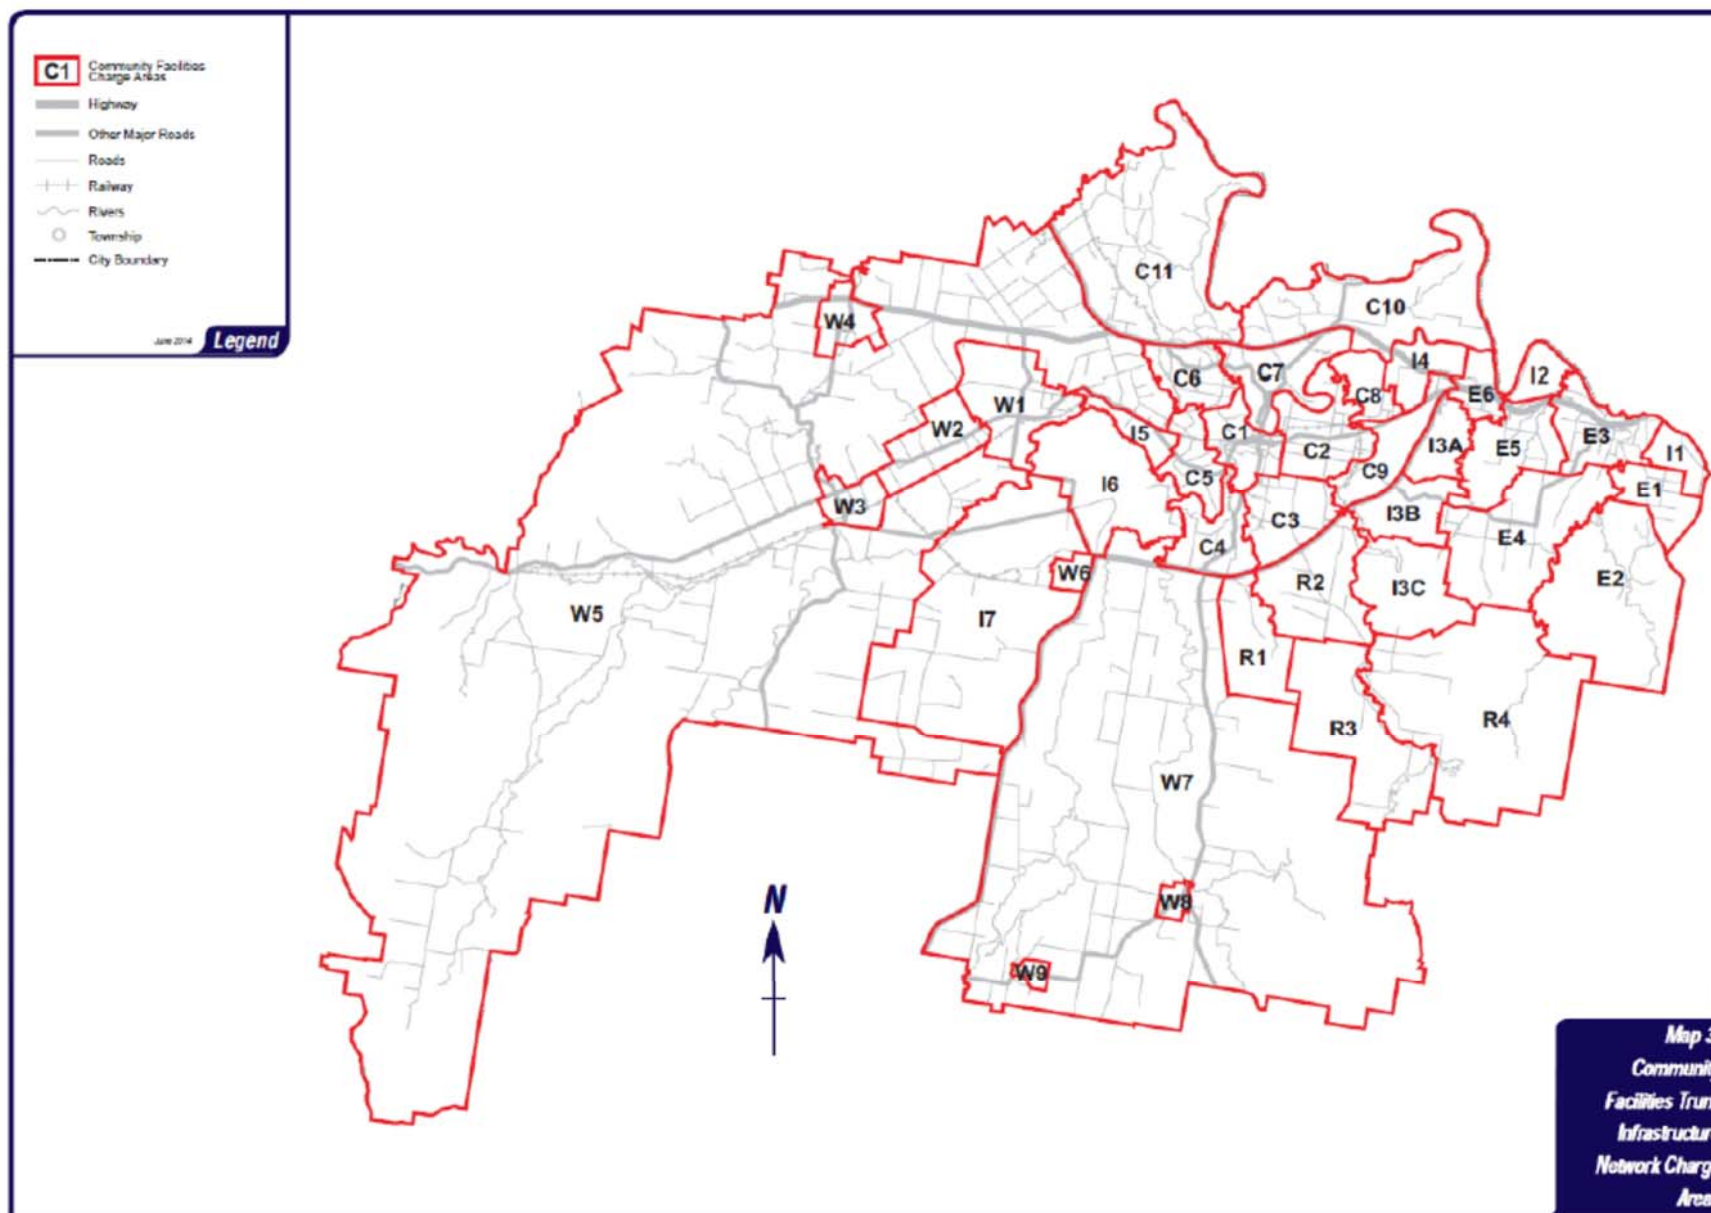 C1
Community Facilities
Charge Areas
Highway
Other Major Roads
Roads
Railway
Rivers
Township
City Boundary
June 2014
Legend
C11
C10
W4
I4
I2
C7
C6
C8
E6
W1
W2
I5
C1
C2
I3A
E5
E3
I1
C9
C5
I6
E1
W3
C3
I3B
E4
C4
W6
R2
I3C
E2
W5
I7
R1
R3
R4
W7
W8
W9
N
Map 3
Communit
Facilities Trun
Infrastructur
Network Charg
Area